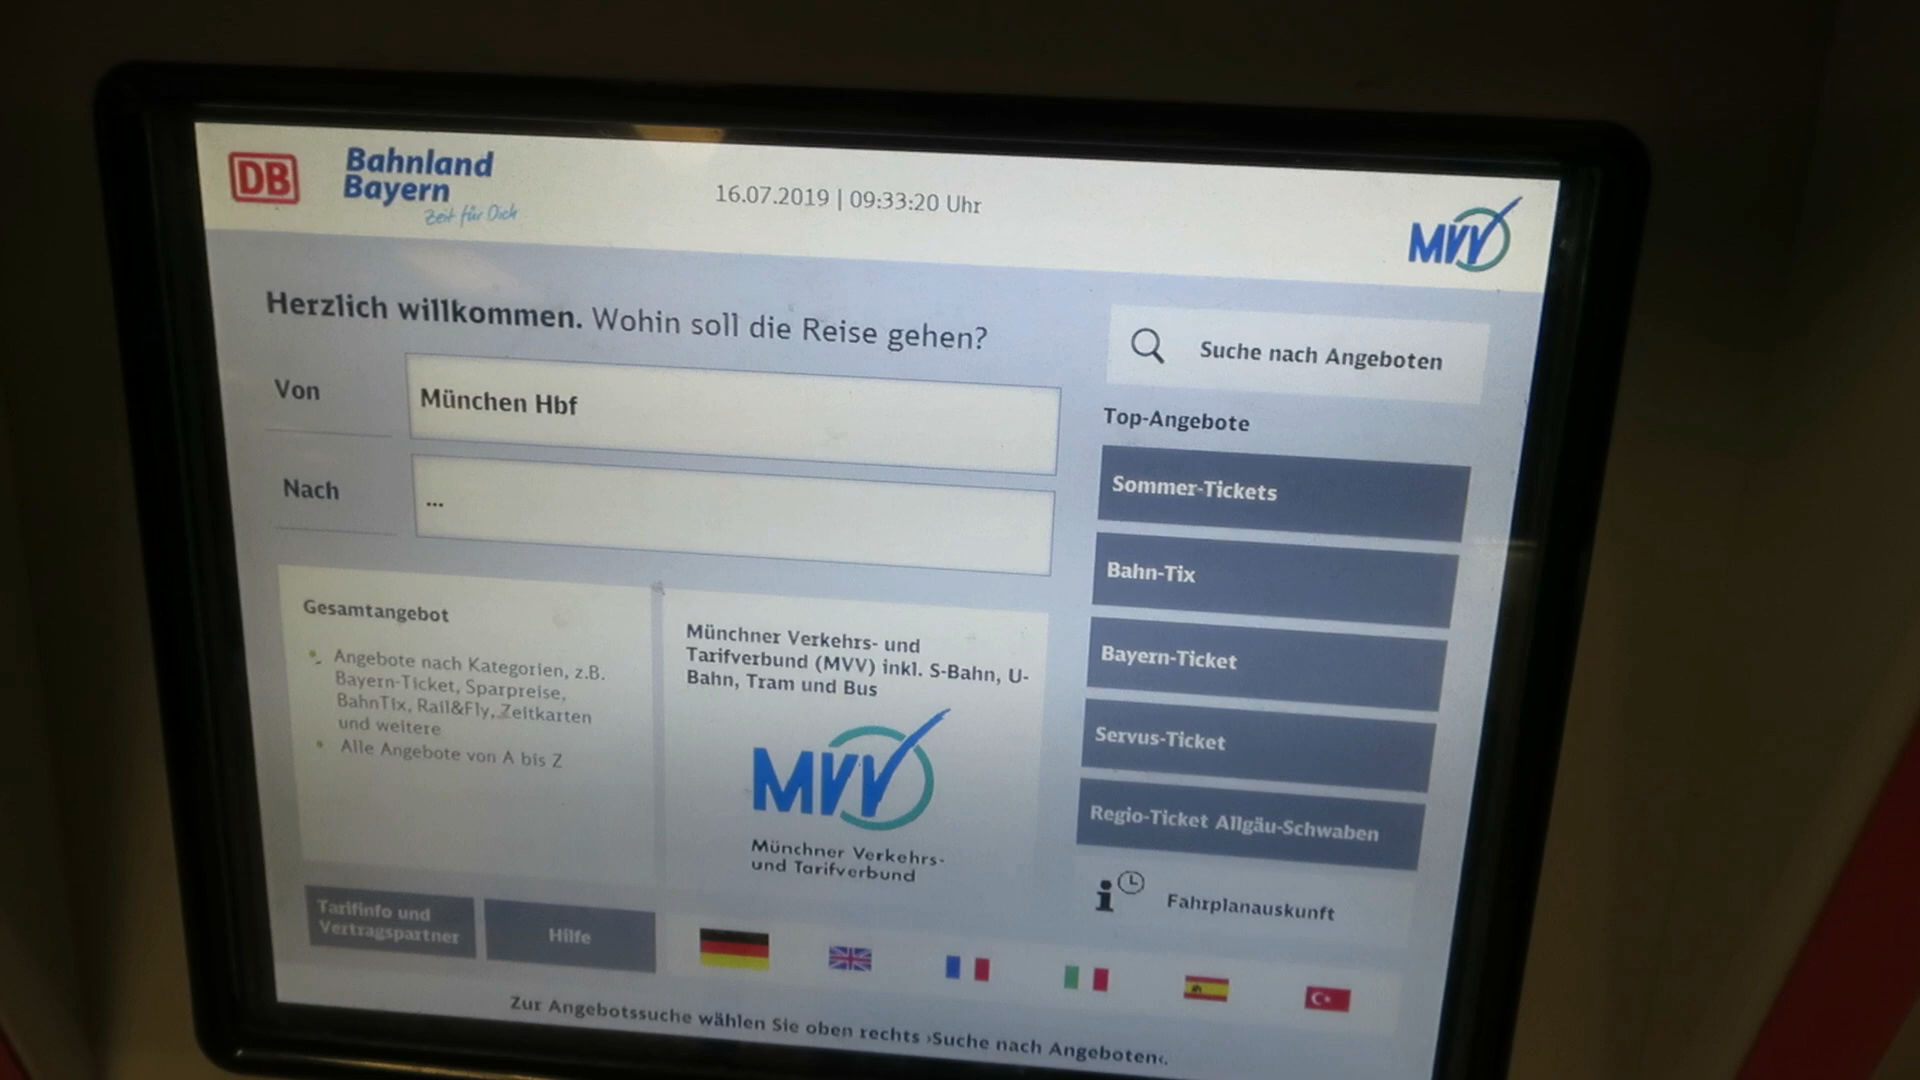 DB
Bahnland
Bayern
Zeit für Dich
16.07.2019 | 09:33:20 Uhr
MVV
Herzlich willkommen. Wohin soll die Reise gehen?
Von
München Hbf
Nach
...
Suche nach Angeboten
Top-Angebote
Sommer-Tickets
Bahn-Tix
Bayern-Ticket
Servus-Ticket
Regio-Ticket Allgäu-Schwaben
Fahrplanauskunft
Gesamtangebot
Angebote nach Kategorien, z.B.
Bayern-Ticket, Sparpreise,
BahnTix, Rail&Fly, Zeitkarten
und weitere
Alle Angebote von A bis Z
Münchner Verkehrs- und
Tarifverbund (MVV) inkl. S-Bahn, U-
Bahn, Tram und Bus
MVV
Münchner Verkehrs-
und Tarifverbund
Tarifinfo und
Vertragspartner
Hilfe
Zur Angebotssuche wählen Sie oben rechts ›Suche nach Angeboten‹.